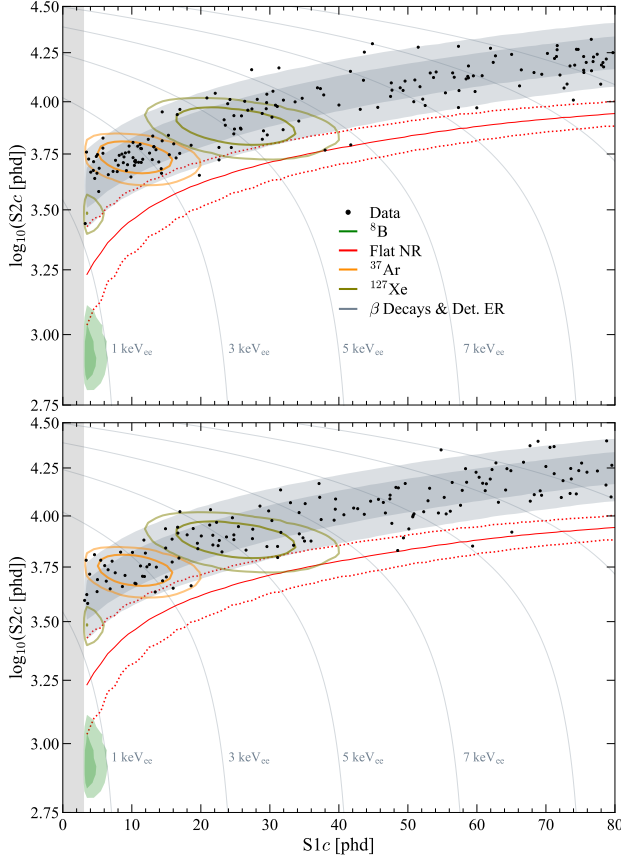 4.50
4.25
4.00
3.75
3.50
3.25
3.00
2.75
log₁₀(S2c [phd])
Data
⁸B
Flat NR
³⁷Ar
¹²⁷Xe
β Decays & Det. ER
1 keVₑₑ
3 keVₑₑ
5 keVₑₑ
7 keVₑₑ
4.50
4.25
4.00
3.75
3.50
3.25
3.00
2.75
log₁₀(S2c [phd])
1 keVₑₑ
3 keVₑₑ
5 keVₑₑ
7 keVₑₑ
0 10 20 30 40 50 60 70 80
S1c [phd]